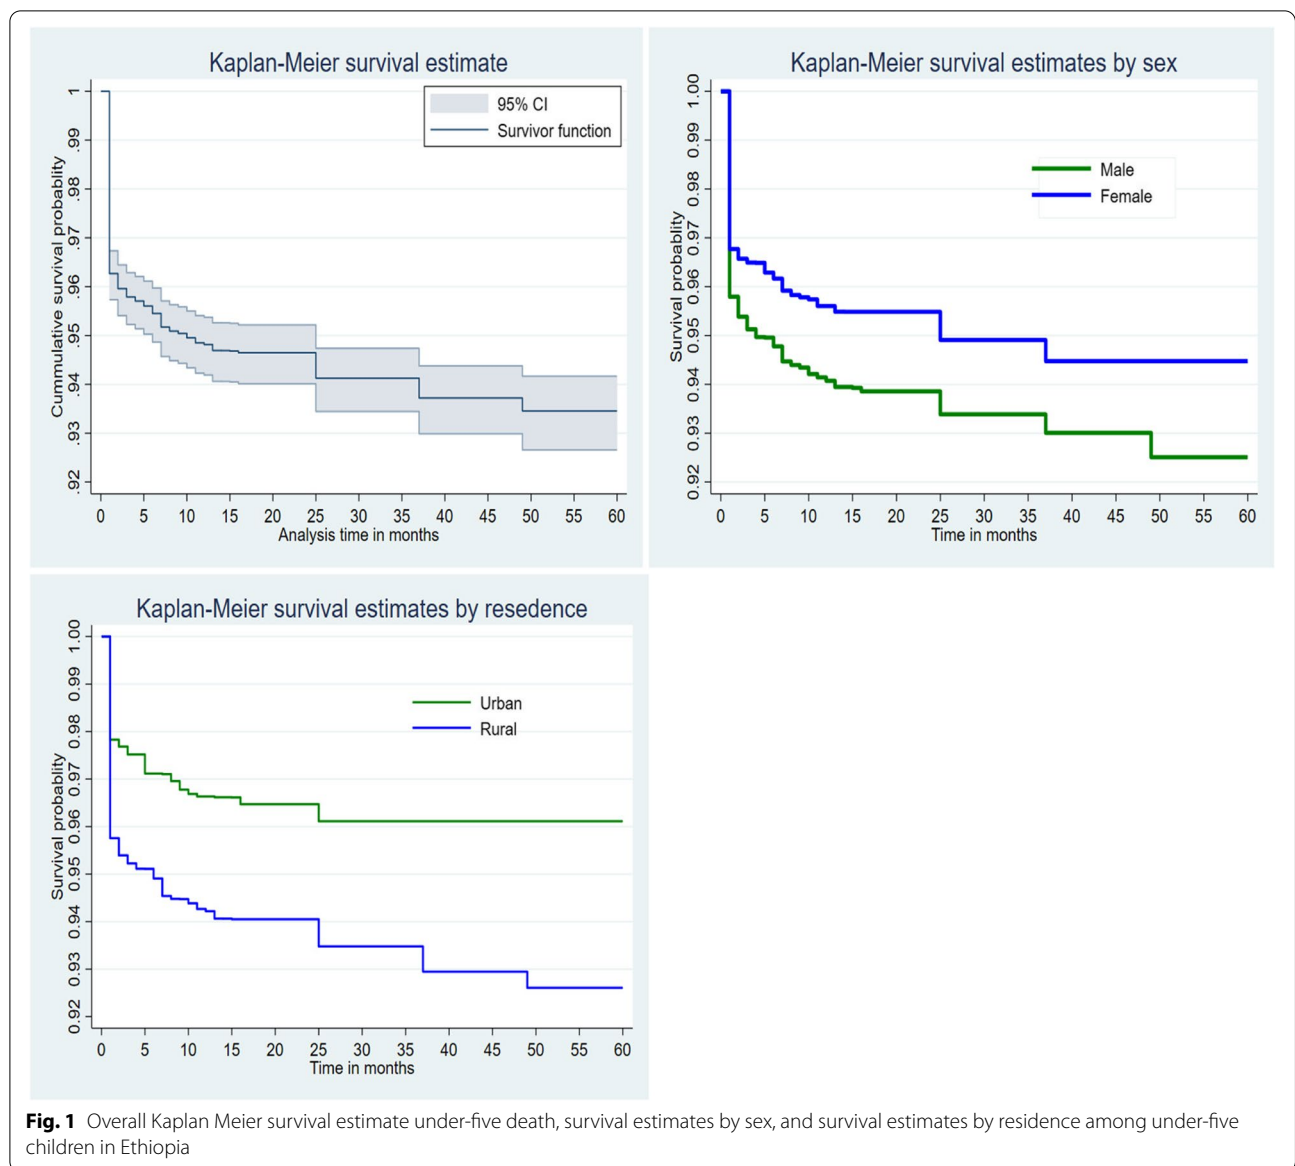 Kaplan-Meier survival estimate
95% CI
Survivor function
Cummulative survival probablity
1
.99
.98
.97
.96
.95
.94
.93
.92
0 5 10 15 20 25 30 35 40 45 50 55 60
Analysis time in months
Kaplan-Meier survival estimates by sex
Male
Female
Survival probablity
1.00
0.99
0.98
0.97
0.96
0.95
0.94
0.93
0.92
0 5 10 15 20 25 30 35 40 45 50 55 60
Time in months
Kaplan-Meier survival estimates by resedence
Urban
Rural
Survival probablity
1.00
0.99
0.98
0.97
0.96
0.95
0.94
0.93
0.92
0 5 10 15 20 25 30 35 40 45 50 55 60
Time in months
Fig. 1 Overall Kaplan Meier survival estimate under-five death, survival estimates by sex, and survival estimates by residence among under-five
children in Ethiopia